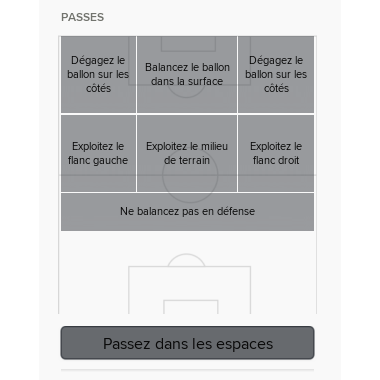 PASSES
Dégagez le
ballon sur les
côtés
Balancez le ballon
dans la surface
Dégagez le
ballon sur les
côtés
Exploitez le
flanc gauche
Exploitez le milieu
de terrain
Exploitez le
flanc droit
Ne balancez pas en défense
Passez dans les espaces